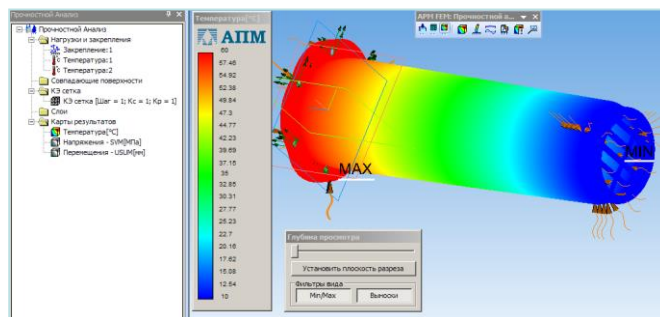 Прочностной Анализ
Прочностной Анализ
Нагрузки и закрепления
Закрепление:1
Температура:1
Температура:2
Совпадающие поверхности
КЭ сетка
КЭ сетка [Шаг = 1; Кс = 1; Кр = 1]
Слои
Карты результатов
Температура[°C]
Напряжения - SVM[МПа]
Перемещения - USUM[мм]
Температура[°C]
АПМ
60
57.46
54.92
52.38
49.84
47.3
44.77
42.23
39.69
37.15
35
32.85
30.31
27.77
25.23
22.7
20.16
17.62
15.08
12.54
10
APM FEM: Прочностной а...
MAX
MIN
Глубина просмотра
Установить плоскость разреза
Фильтры вида
Min/Max
Выноски